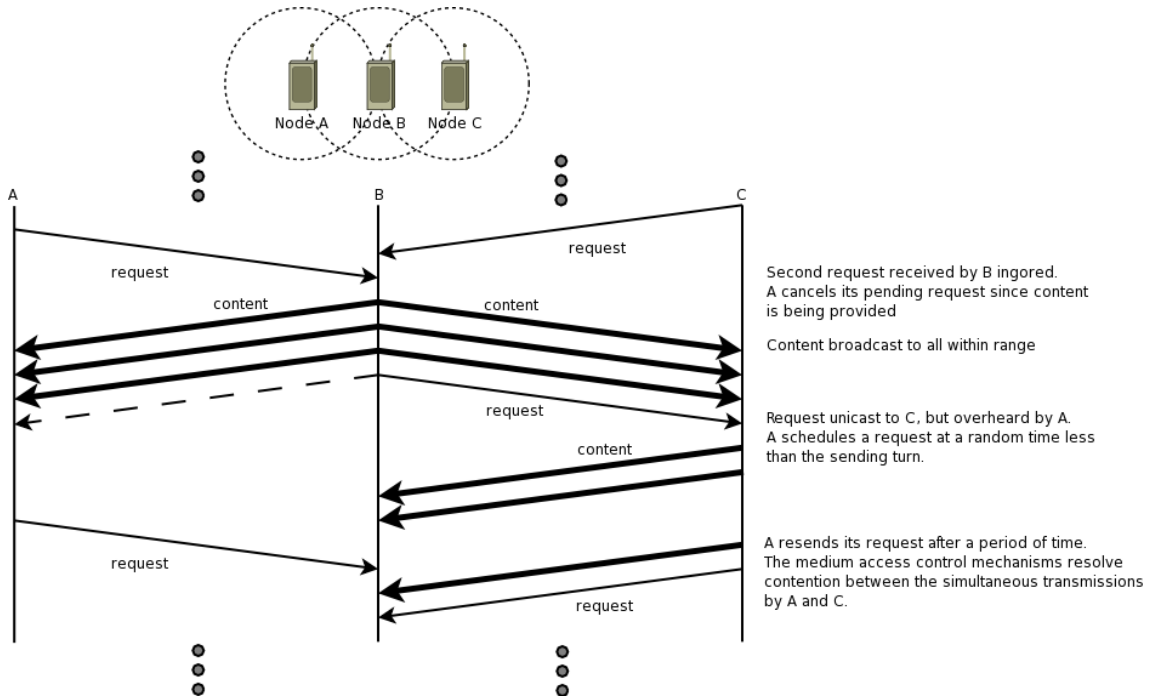 Node A
Node B
Node C
A
B
C
request
request
Second request received by B ingored.
A cancels its pending request since content
is being provided
content
content
Content broadcast to all within range
request
Request unicast to C, but overheard by A.
A schedules a request at a random time less
than the sending turn.
content
request
A resends its request after a period of time.
The medium access control mechanisms resolve
contention between the simultaneous transmissions
by A and C.
request